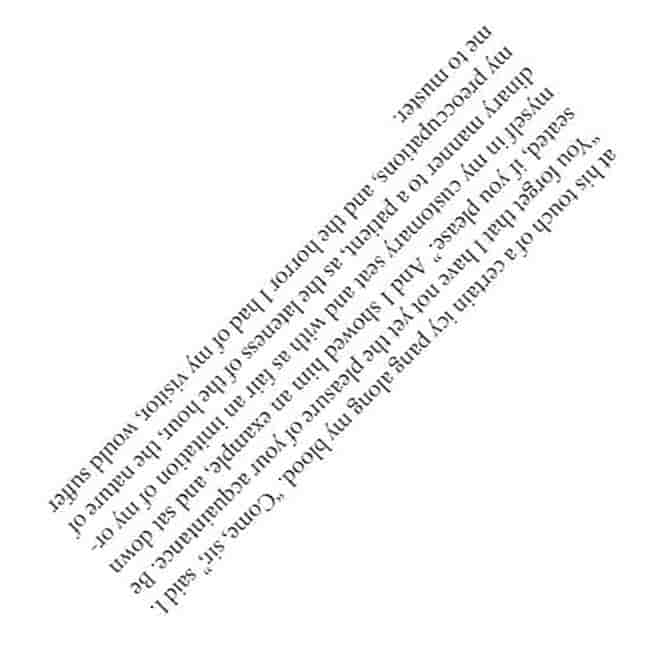 at his touch of a certain icy pang along my blood. “Come, sir,” said I.
“You forget that I have not yet the pleasure of your acquaintance. Be
seated, if you please.” And I showed him an example, and sat down
myself in my customary seat and with as fair an imitation of my or-
dinary manner to a patient, as the lateness of the hour, the nature of
my preoccupations, and the horror I had of my visitor, would suffer
me to muster.